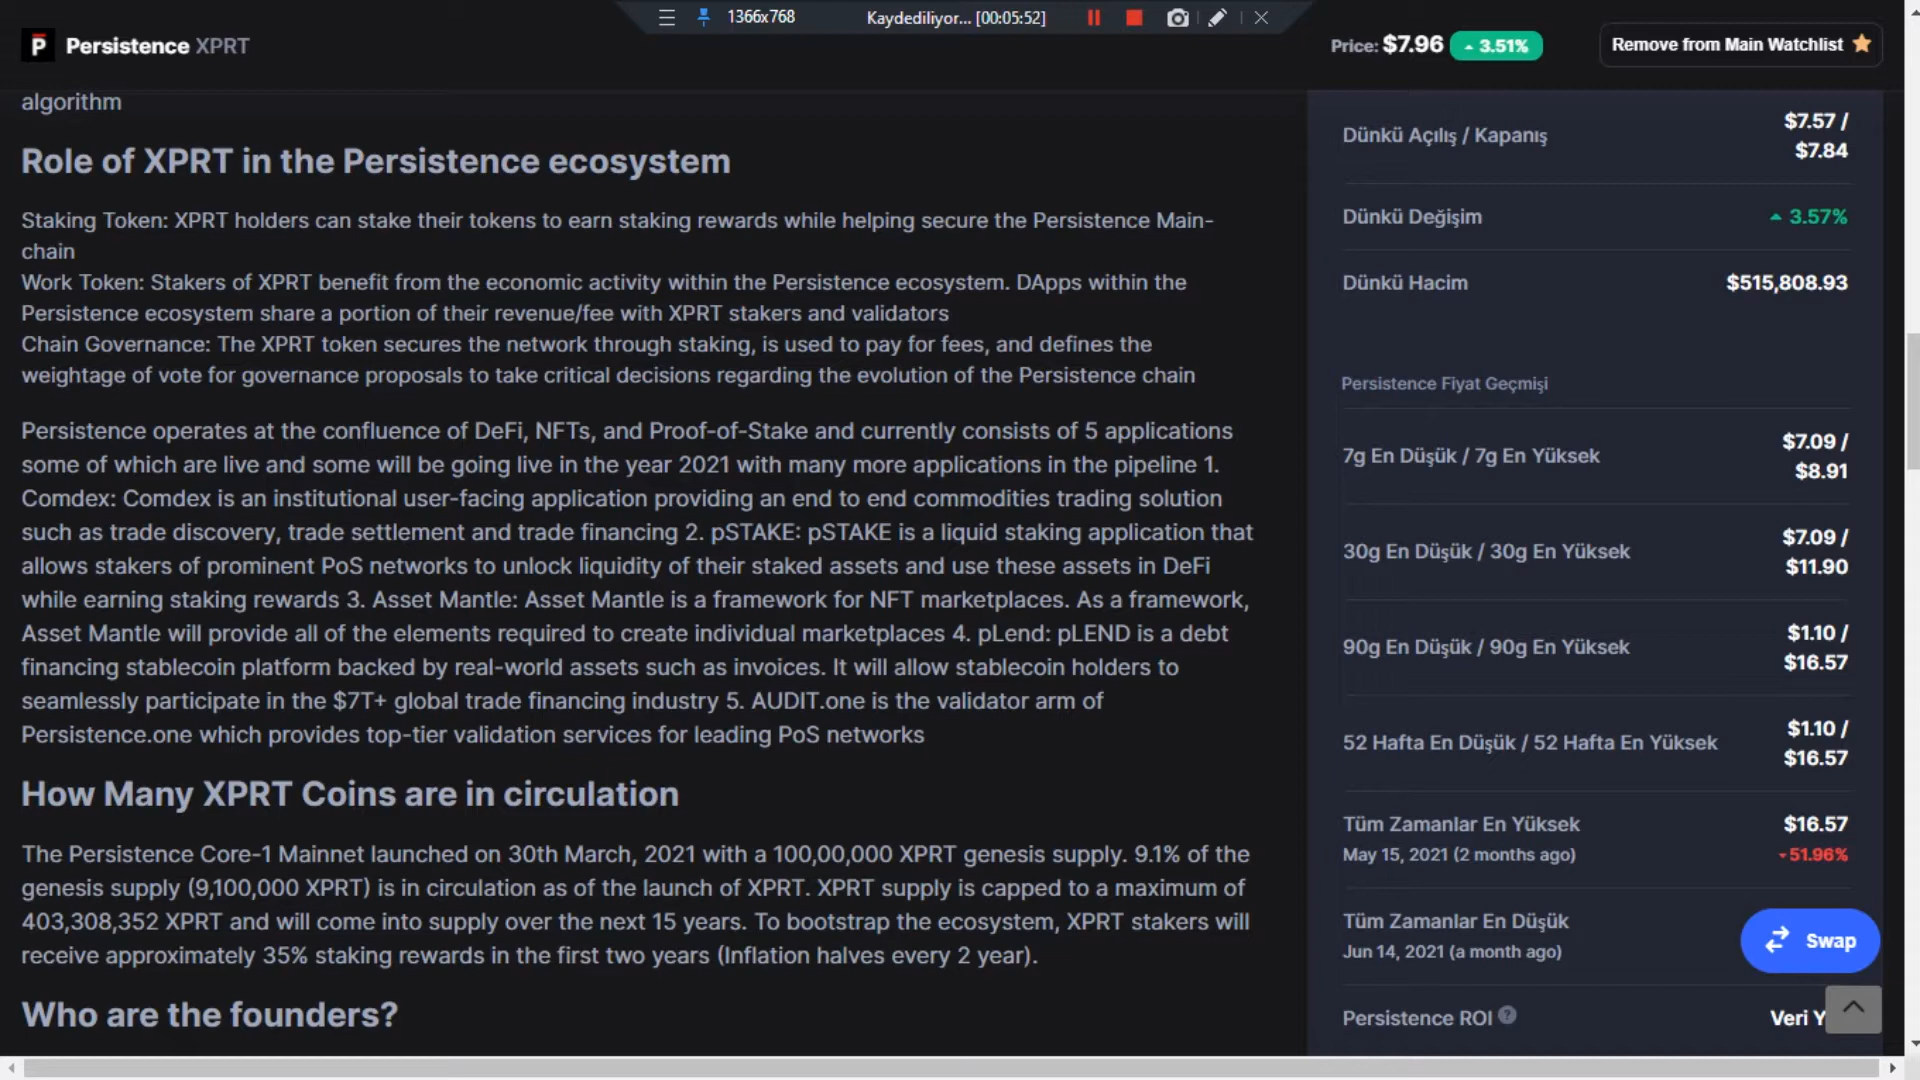 1366x768
Kaydediliyor... [00:05:52]
Persistence XPRT
Price: $7.96 3.51%
Remove from Main Watchlist
algorithm
Role of XPRT in the Persistence ecosystem
Staking Token: XPRT holders can stake their tokens to earn staking rewards while helping secure the Persistence Main-
chain
Work Token: Stakers of XPRT benefit from the economic activity within the Persistence ecosystem. DApps within the
Persistence ecosystem share a portion of their revenue/fee with XPRT stakers and validators
Chain Governance: The XPRT token secures the network through staking, is used to pay for fees, and defines the
weightage of vote for governance proposals to take critical decisions regarding the evolution of the Persistence chain
Persistence operates at the confluence of DeFi, NFTs, and Proof-of-Stake and currently consists of 5 applications
some of which are live and some will be going live in the year 2021 with many more applications in the pipeline 1.
Comdex: Comdex is an institutional user-facing application providing an end to end commodities trading solution
such as trade discovery, trade settlement and trade financing 2. pSTAKE: pSTAKE is a liquid staking application that
allows stakers of prominent PoS networks to unlock liquidity of their staked assets and use these assets in DeFi
while earning staking rewards 3. Asset Mantle: Asset Mantle is a framework for NFT marketplaces. As a framework,
Asset Mantle will provide all of the elements required to create individual marketplaces 4. pLend: pLEND is a debt
financing stablecoin platform backed by real-world assets such as invoices. It will allow stablecoin holders to
seamlessly participate in the $7T+ global trade financing industry 5. AUDIT.one is the validator arm of
Persistence.one which provides top-tier validation services for leading PoS networks
How Many XPRT Coins are in circulation
The Persistence Core-1 Mainnet launched on 30th March, 2021 with a 100,00,000 XPRT genesis supply. 9.1% of the
genesis supply (9,100,000 XPRT) is in circulation as of the launch of XPRT. XPRT supply is capped to a maximum of
403,308,352 XPRT and will come into supply over the next 15 years. To bootstrap the ecosystem, XPRT stakers will
receive approximately 35% staking rewards in the first two years (Inflation halves every 2 year).
Who are the founders?
Dünkü Açılış / Kapanış
$7.57 /
$7.84
Dünkü Değişim
3.57%
Dünkü Hacim
$515,808.93
Persistence Fiyat Geçmişi
7g En Düşük / 7g En Yüksek
$7.09 /
$8.91
30g En Düşük / 30g En Yüksek
$7.09 /
$11.90
90g En Düşük / 90g En Yüksek
$1.10 /
$16.57
52 Hafta En Düşük / 52 Hafta En Yüksek
$1.10 /
$16.57
Tüm Zamanlar En Yüksek
$16.57
May 15, 2021 (2 months ago)
51.96%
Tüm Zamanlar En Düşük
Jun 14, 2021 (a month ago)
Swap
Persistence ROI ?
Veri Y